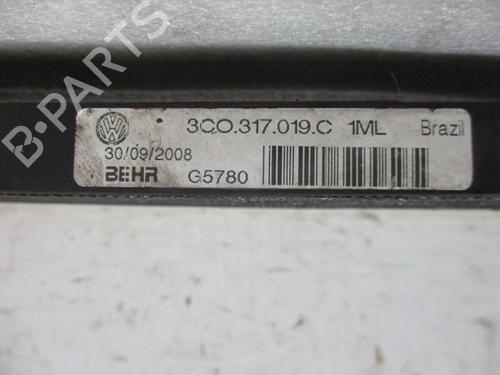 3C0.317.019.C 1ML Brazil
30/09/2008
BEHR G5780
B-PARTS